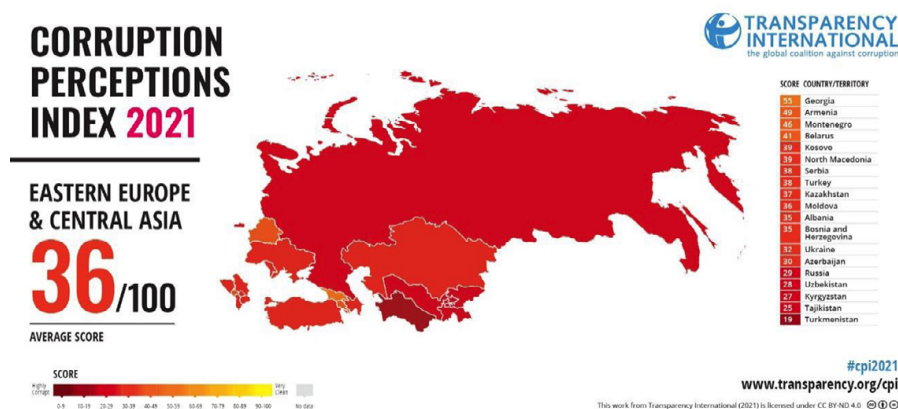 CORRUPTION
PERCEPTIONS
INDEX 2021
EASTERN EUROPE
& CENTRAL ASIA
36/100
AVERAGE SCORE
TRANSPARENCY
INTERNATIONAL
the global coalition against corruption
SCORE COUNTRY/TERRITORY
55 Georgia
49 Armenia
46 Montenegro
41 Belarus
39 Kosovo
39 North Macedonia
38 Serbia
38 Turkey
37 Kazakhstan
36 Moldova
35 Albania
35 Bosnia and
Herzegovina
32 Ukraine
30 Azerbaijan
29 Russia
28 Uzbekistan
27 Kyrgyzstan
25 Tajikistan
19 Turkmenistan
SCORE
Highly
Corrupt
Very
Clean
0-9 10-19 20-29 30-39 40-49 50-59 60-69 70-79 80-89 90-100 No data
#cpi2021
www.transparency.org/cpi
This work from Transparency International (2021) is licensed under CC BY-ND 4.0